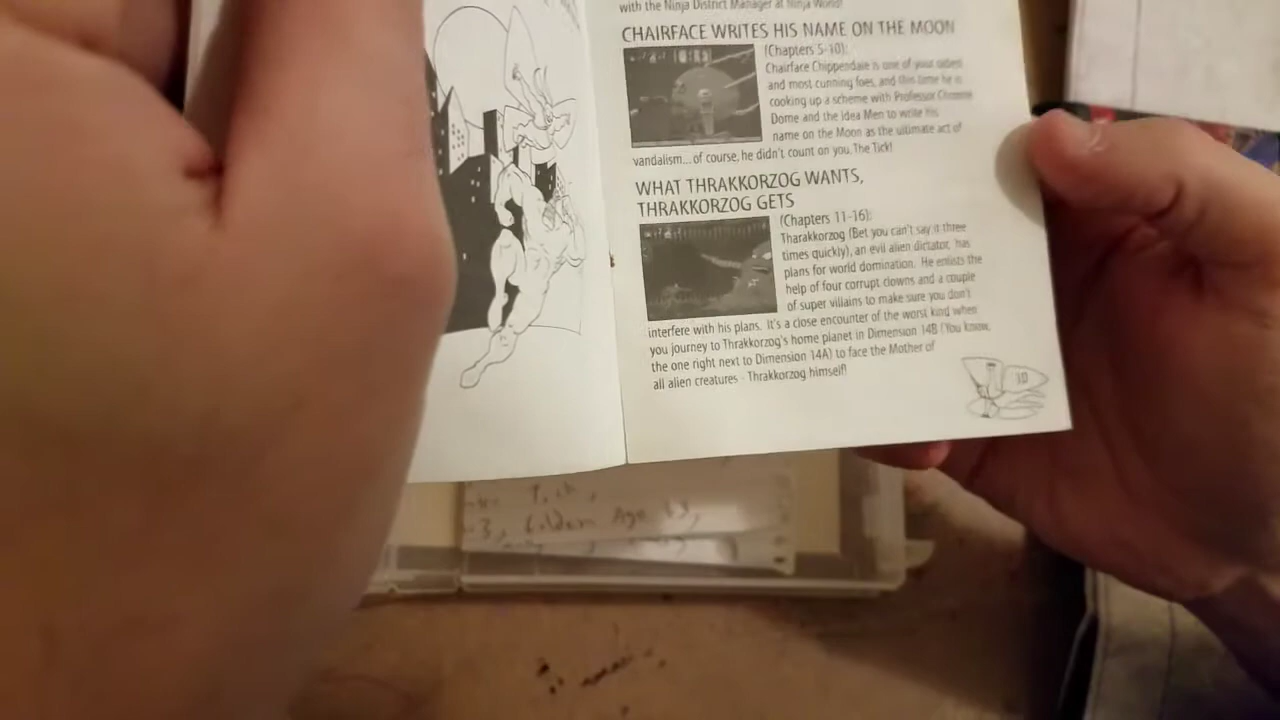 with the Ninja District Manager at Ninja World!
CHAIRFACE WRITES HIS NAME ON THE MOON
(Chapters 5-10):
Chairface Chippendale is one of your oldest
and most cunning foes, and this time he is
cooking up a scheme with Professor Chromedome
Dome and the Idea Men to write his
name on the Moon as the ultimate act of
vandalism... of course, he didn't count on you, The Tick!
WHAT THRAKKORZOG WANTS,
THRAKKORZOG GETS
(Chapters 11-16):
Tharakkorzog (Bet you can't say it three
times quickly), an evil alien dictator, has
plans for world domination. He enlists the
help of four corrupt clowns and a couple
of super villains to make sure you don't
interfere with his plans. It's a close encounter of the worst kind when
you journey to Thrakkorzog's home planet in Dimension 14B (You know,
the one right next to Dimension 14A) to face the Mother of
all alien creatures - Thrakkorzog himself!
10
Tick,
3, Golden Age